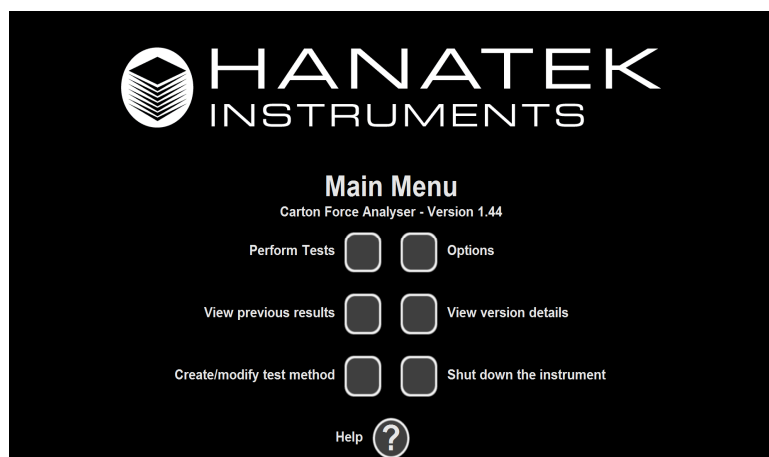 HANATEK
INSTRUMENTS
Main Menu
Carton Force Analyser - Version 1.44
Perform Tests Options
View previous results View version details
Create/modify test method Shut down the instrument
Help ?